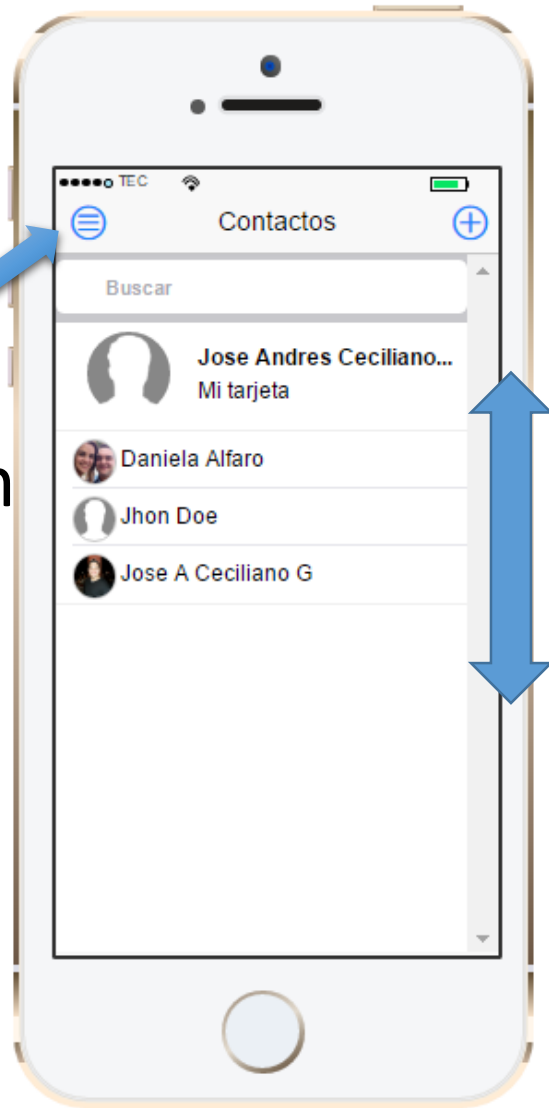 TEC
Contactos
Buscar
Jose Andres Ceciliano...
Mi tarjeta
n
Daniela Alfaro
Jhon Doe
Jose A Ceciliano G